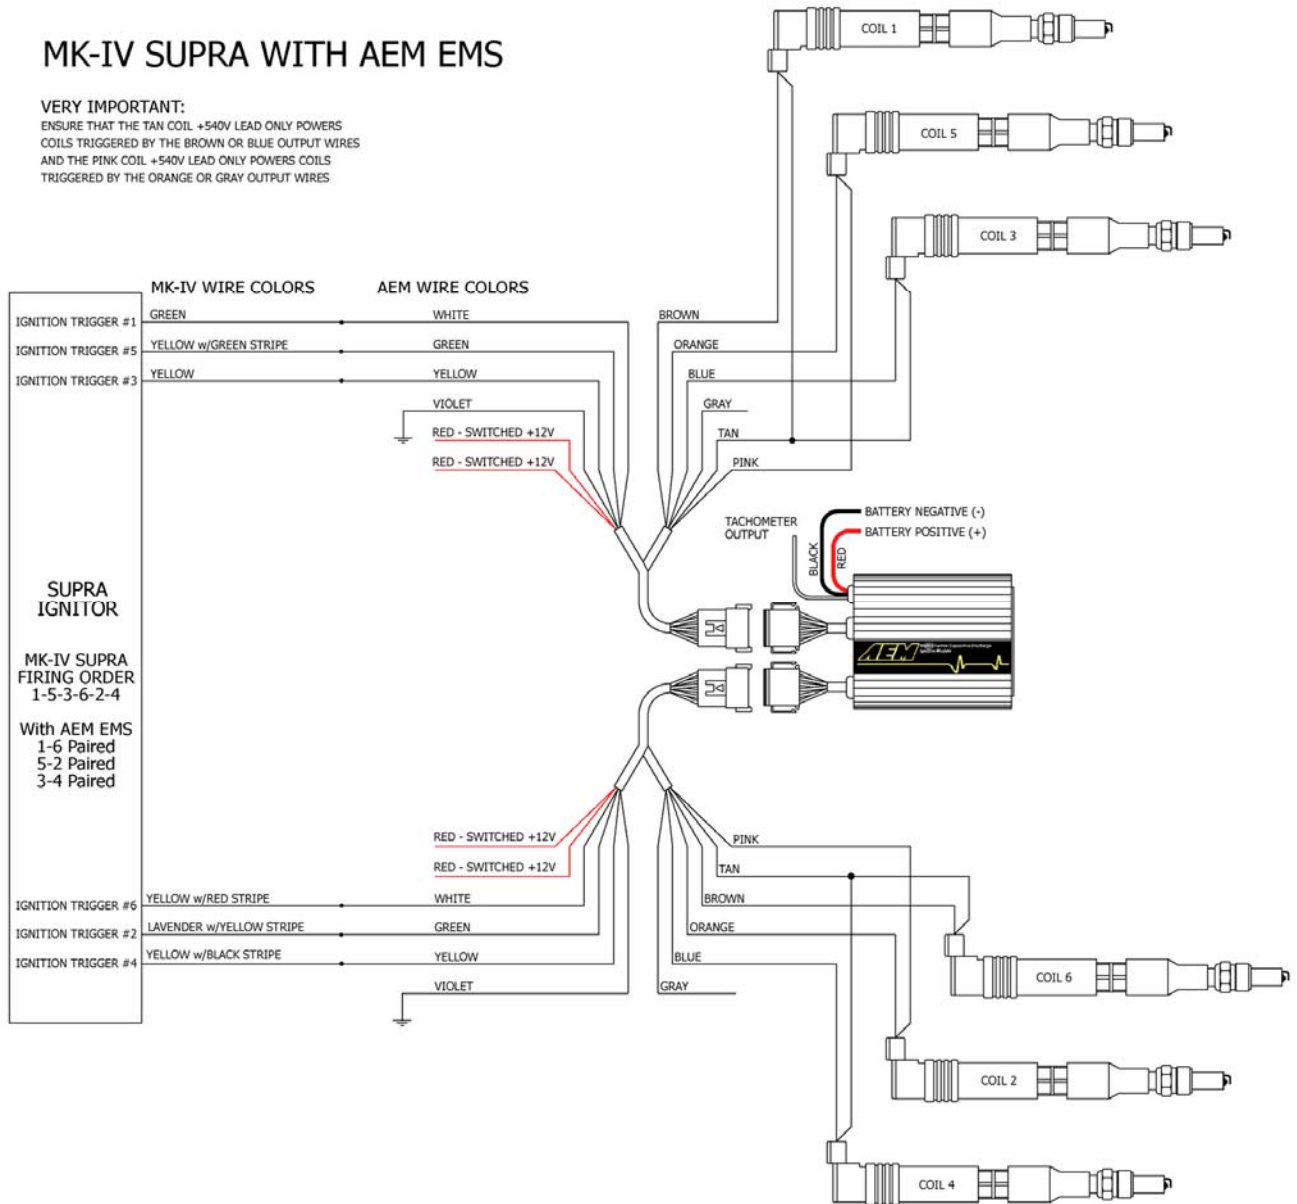 MK-IV SUPRA WITH AEM EMS
VERY IMPORTANT:
ENSURE THAT THE TAN COIL +540V LEAD ONLY POWERS
COILS TRIGGERED BY THE BROWN OR BLUE OUTPUT WIRES
AND THE PINK COIL +540V LEAD ONLY POWERS COILS
TRIGGERED BY THE ORANGE OR GRAY OUTPUT WIRES
COIL 1
COIL 5
COIL 3
MK-IV WIRE COLORS
AEM WIRE COLORS
IGNITION TRIGGER #1
GREEN
WHITE
BROWN
IGNITION TRIGGER #5
YELLOW w/GREEN STRIPE
GREEN
ORANGE
IGNITION TRIGGER #3
YELLOW
YELLOW
BLUE
VIOLET
GRAY
RED - SWITCHED +12V
TAN
RED - SWITCHED +12V
PINK
TACHOMETER
OUTPUT
BATTERY NEGATIVE (-)
BATTERY POSITIVE (+)
BLACK
RED
AEM
SUPRA
IGNITOR
MK-IV SUPRA
FIRING ORDER
1-5-3-6-2-4
With AEM EMS
1-6 Paired
5-2 Paired
3-4 Paired
RED - SWITCHED +12V
PINK
RED - SWITCHED +12V
TAN
IGNITION TRIGGER #6
YELLOW w/RED STRIPE
WHITE
BROWN
IGNITION TRIGGER #2
LAVENDER w/YELLOW STRIPE
GREEN
ORANGE
IGNITION TRIGGER #4
YELLOW w/BLACK STRIPE
YELLOW
BLUE
VIOLET
GRAY
COIL 6
COIL 2
COIL 4